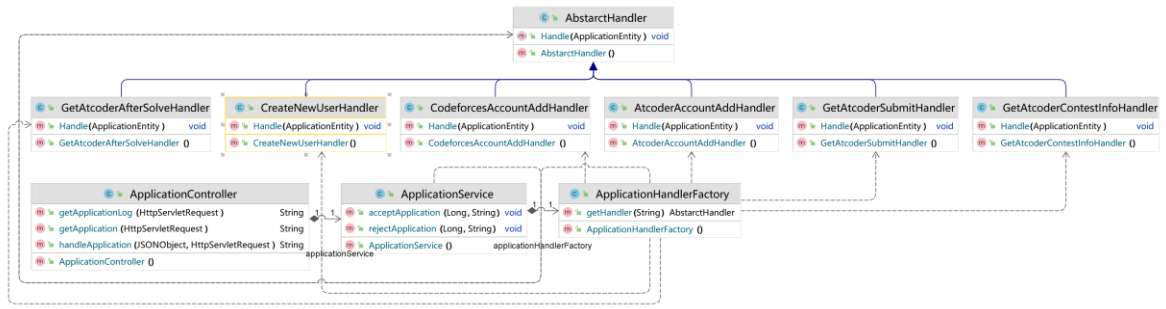 AbstarctHandler
Handle(ApplicationEntity ) void
AbstarctHandler ()
GetAtcoderAfterSolveHandler
Handle(ApplicationEntity ) void
GetAtcoderAfterSolveHandler ()
CreateNewUserHandler
Handle(ApplicationEntity ) void
CreateNewUserHandler()
CodeforcesAccountAddHandler
Handle(ApplicationEntity ) void
CodeforcesAccountAddHandler ()
AtcoderAccountAddHandler
Handle(ApplicationEntity ) void
AtcoderAccountAddHandler ()
GetAtcoderSubmitHandler
Handle(ApplicationEntity ) void
GetAtcoderSubmitHandler ()
GetAtcoderContestInfoHandler
Handle(ApplicationEntity ) void
GetAtcoderContestInfoHandler ()
ApplicationController
getApplicationLog (HttpServletRequest ) String
getApplication (HttpServletRequest ) String
handleApplication (JSONObject, HttpServletRequest ) String
ApplicationController ()
1 1
applicationService
ApplicationService
acceptApplication (Long, String) void
rejectApplication (Long, String) void
ApplicationService ()
1 1
applicationHandlerFactory
ApplicationHandlerFactory
getHandler(String) AbstarctHandler
ApplicationHandlerFactory ()